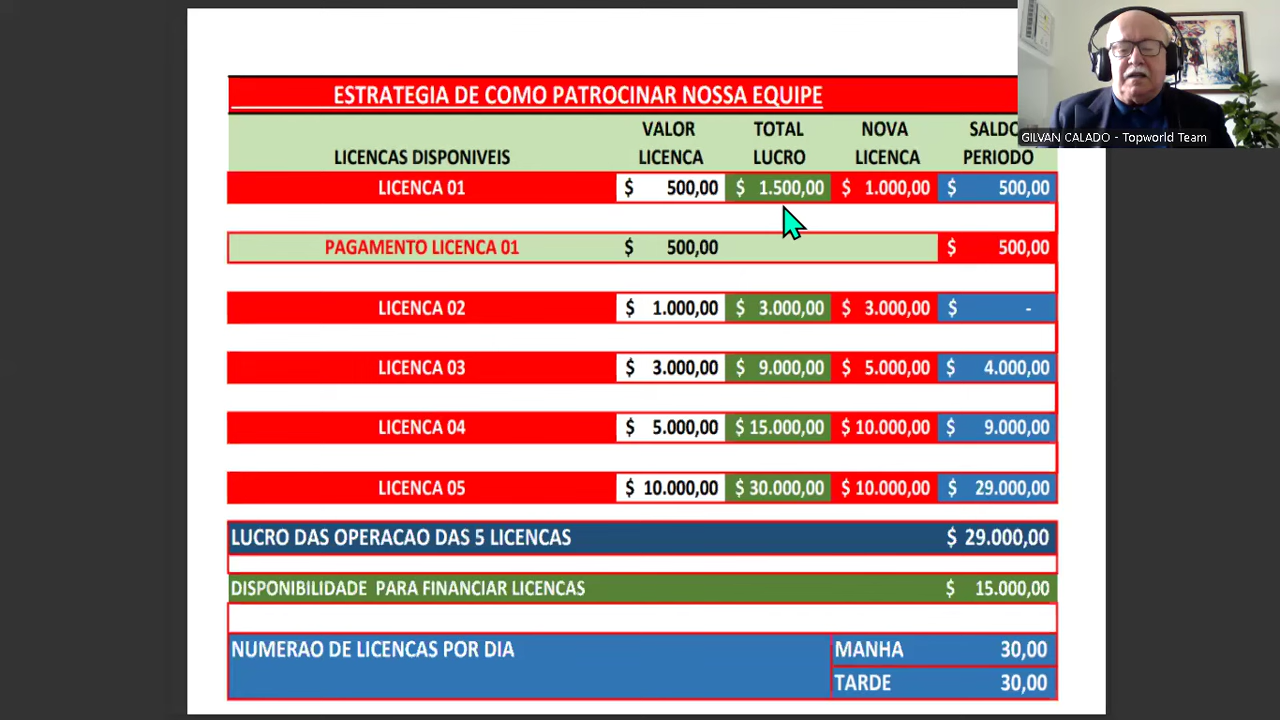 ESTRATEGIA DE COMO PATROCINAR NOSSA EQUIPE
LICENCAS DISPONIVEIS VALOR LICENCA TOTAL LUCRO NOVA LICENCA SALDO PERIODO
LICENCA 01 $ 500,00 $ 1.500,00 $ 1.000,00 $ 500,00
PAGAMENTO LICENCA 01 $ 500,00 $ 500,00
LICENCA 02 $ 1.000,00 $ 3.000,00 $ 3.000,00 $ -
LICENCA 03 $ 3.000,00 $ 9.000,00 $ 5.000,00 $ 4.000,00
LICENCA 04 $ 5.000,00 $ 15.000,00 $ 10.000,00 $ 9.000,00
LICENCA 05 $ 10.000,00 $ 30.000,00 $ 10.000,00 $ 29.000,00
LUCRO DAS OPERACAO DAS 5 LICENCAS $ 29.000,00
DISPONIBILIDADE PARA FINANCIAR LICENCAS $ 15.000,00
NUMERAO DE LICENCAS POR DIA MANHA 30,00
TARDE 30,00
GILVAN CALADO - Topworld Team